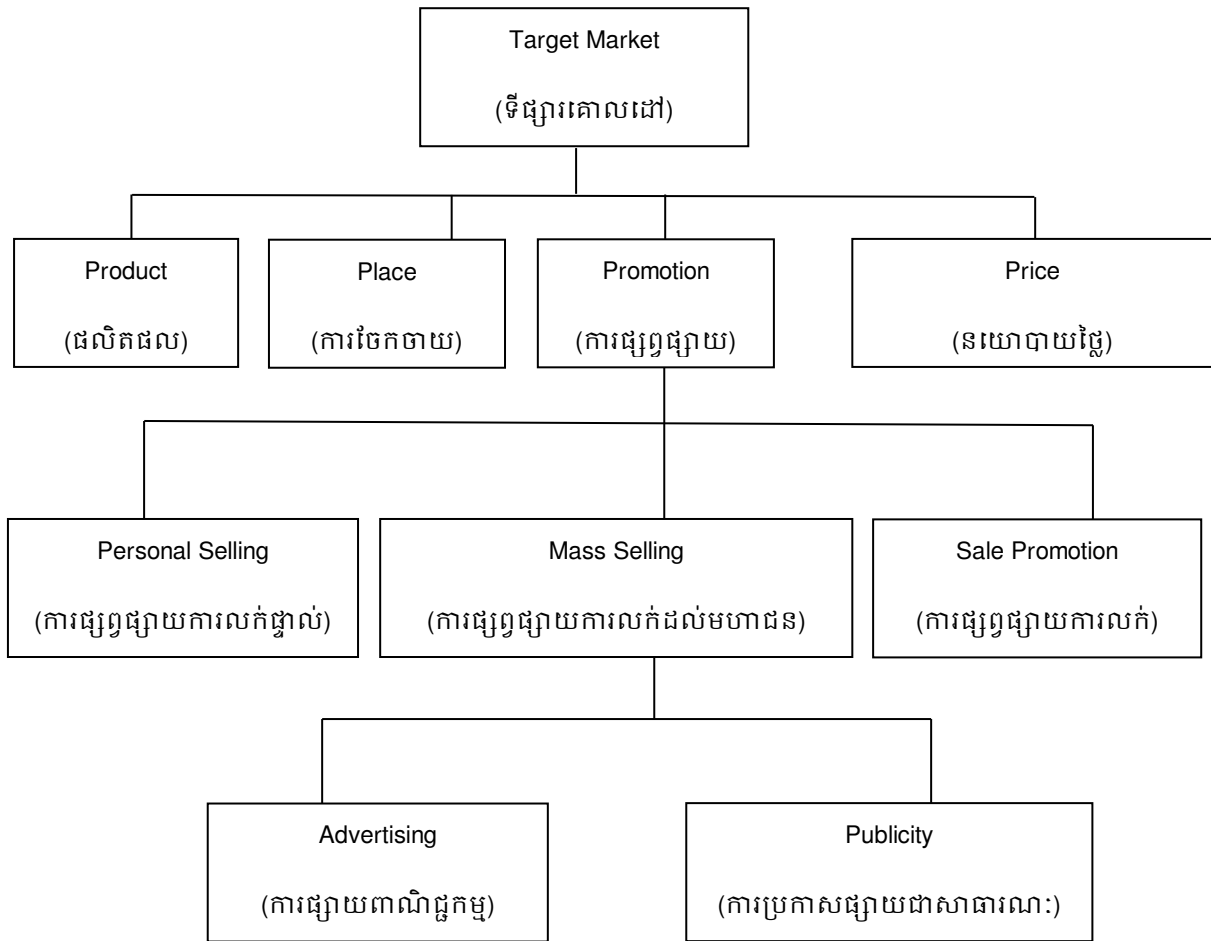 Target Market
(ទីផ្សារគោលដៅ)
Product
(ផលិតផល)
Place
(ការចែកចាយ)
Promotion
(ការផ្សព្វផ្សាយ)
Price
(នយោបាយថ្លៃ)
Personal Selling
(ការផ្សព្វផ្សាយការលក់ផ្ទាល់)
Mass Selling
(ការផ្សព្វផ្សាយការលក់ដល់មហាជន)
Sale Promotion
(ការផ្សព្វផ្សាយការលក់)
Advertising
(ការផ្សាយពាណិជ្ជកម្ម)
Publicity
(ការប្រកាសផ្សាយជាសាធារណៈ)